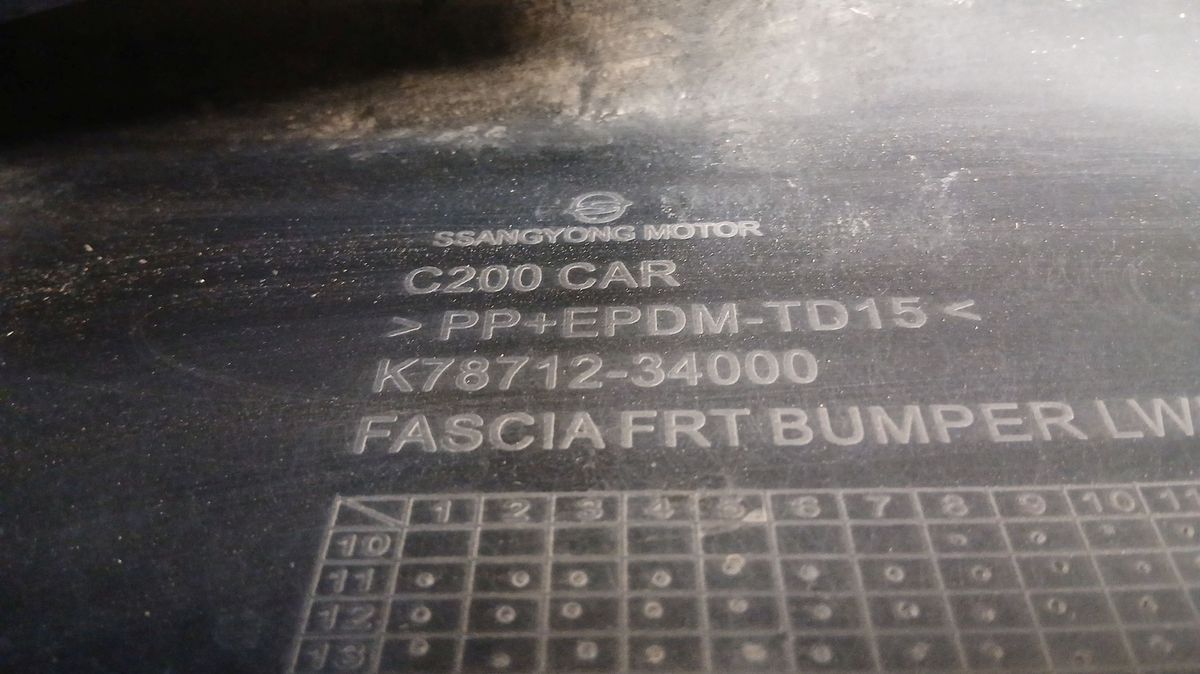 SSANGYONG MOTOR
C200 CAR
> PP+EPDM-TD15 <
K78712-34000
FASCIA FRT BUMPER LW
1 2 3 4 5 6 7 8 9 10 11
10
11
12
13